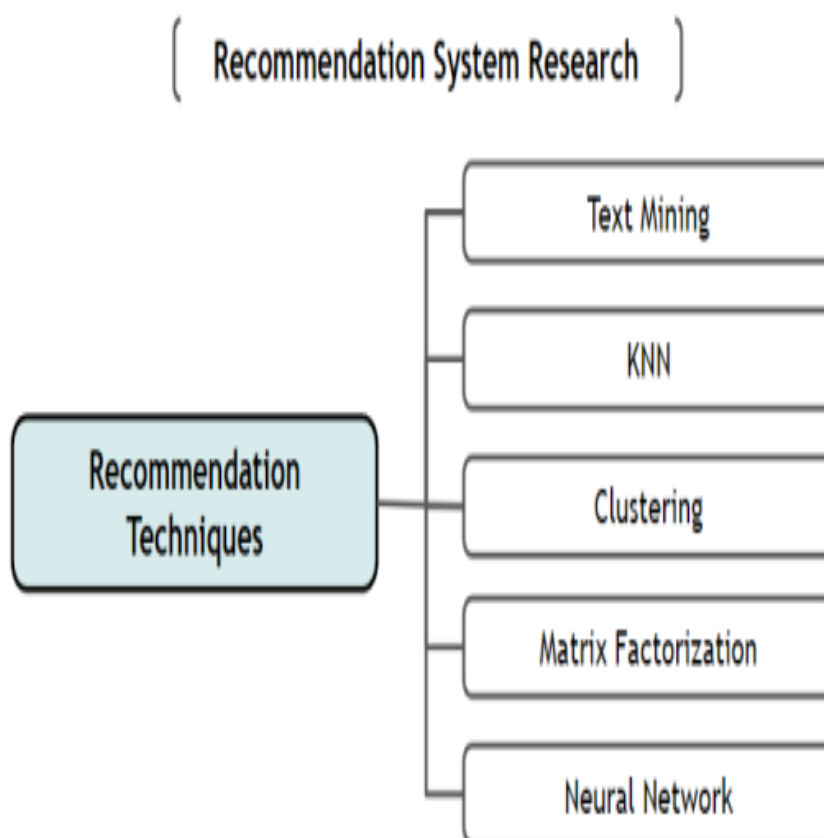 Recommendation System Research
Text Mining
KNN
Recommendation
Techniques
Clustering
Matrix Factorization
Neural Network